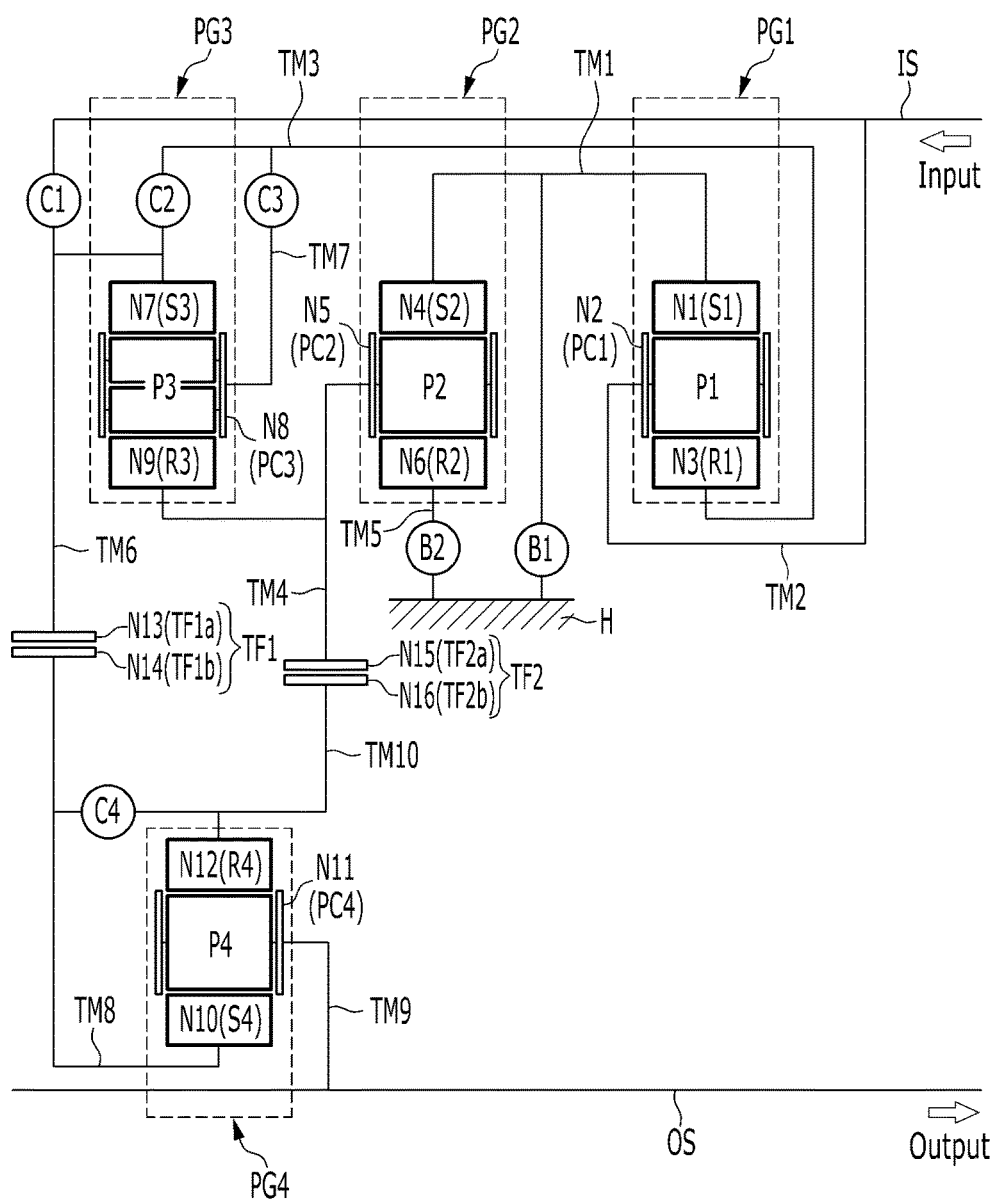 PG3
PG2
PG1
TM3
TM1
IS
Input
C1
C2
C3
TM7
N7(S3)
N4(S2)
N1(S1)
N5
(PC2)
N2
(PC1)
P3
P2
P1
N8
(PC3)
N9(R3)
N6(R2)
N3(R1)
TM5
B2
B1
TM6
TM4
TM2
H
N13(TF1a)
N14(TF1b)
TF1
N15(TF2a)
N16(TF2b)
TF2
TM10
C4
N12(R4)
N11
(PC4)
P4
N10(S4)
TM8
TM9
OS
Output
PG4